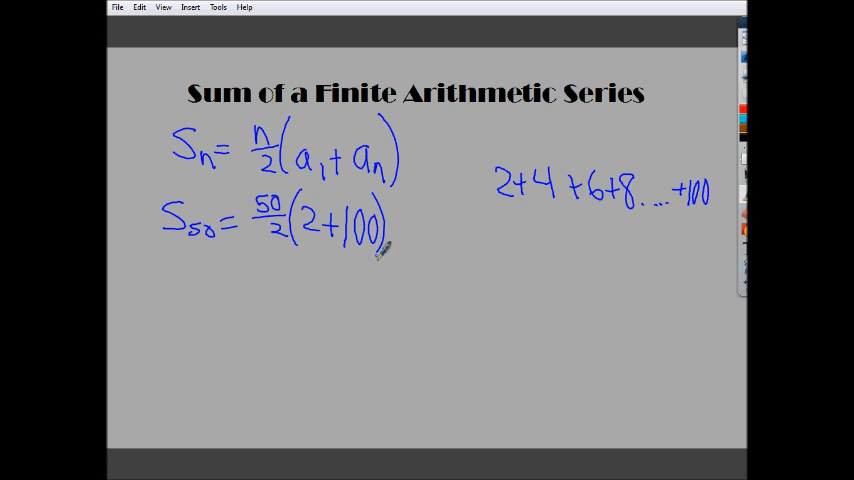 File Edit View Insert Tools Help
Sum of a Finite Arithmetic Series
Sn = n/2 (a1 + an)
2+4+6+8....+100
S50 = 50/2 (2+100)